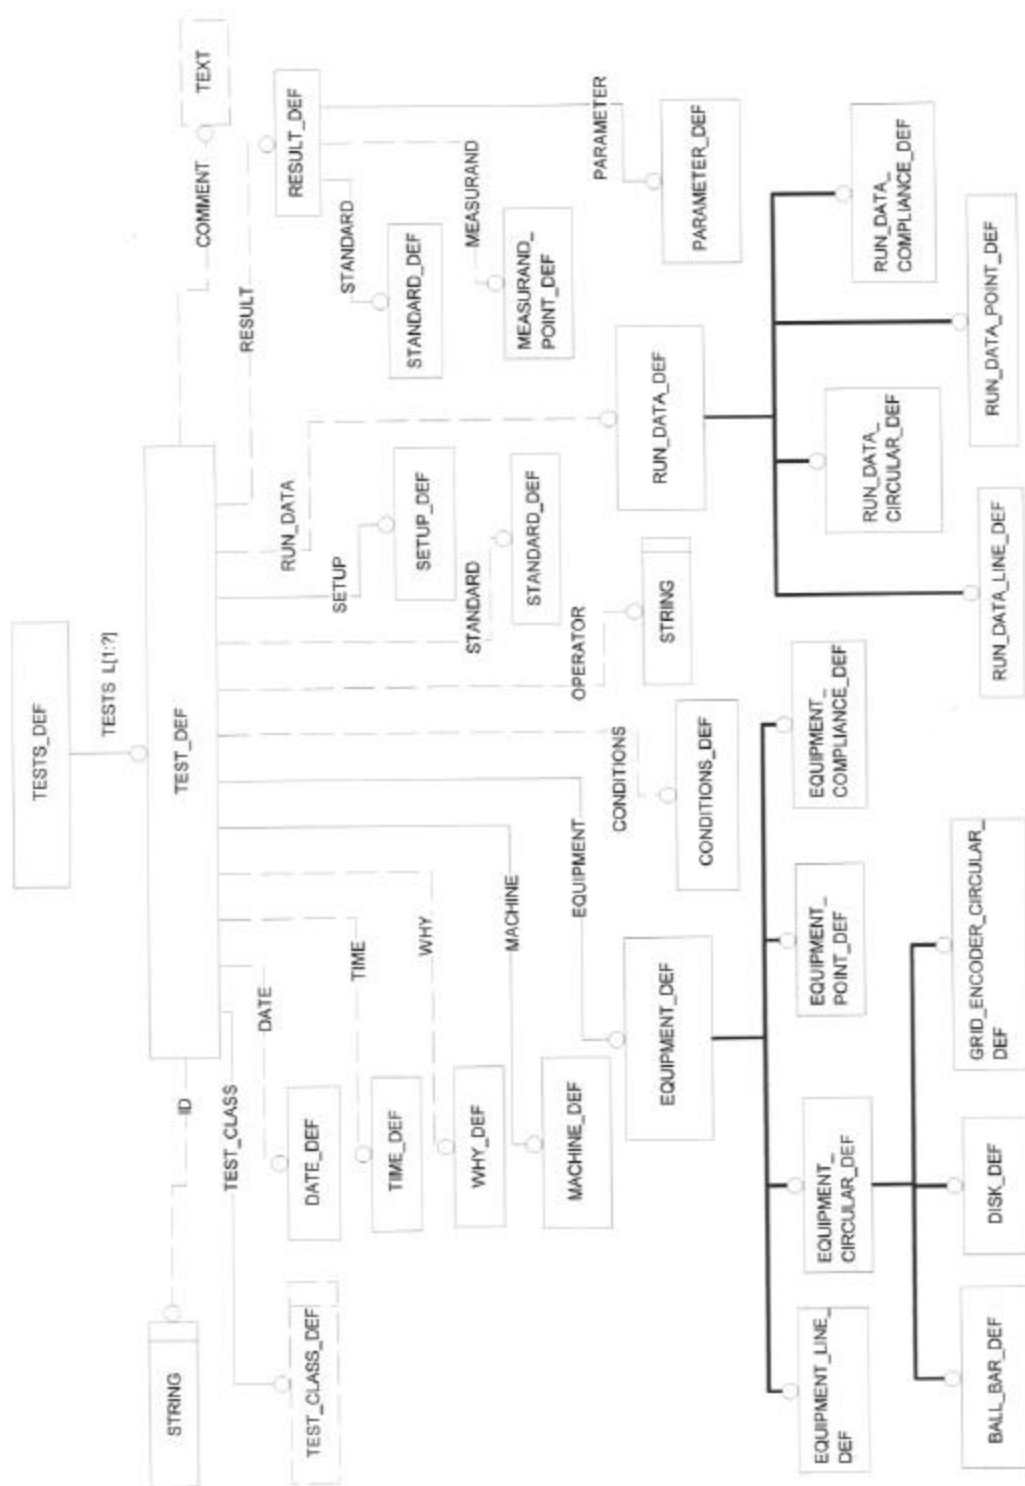 TESTS_DEF
TESTS L[1:?]
STRING
ID
TEST_DEF
COMMENT
TEXT
TEST_CLASS
DATE
TIME
WHY
MACHINE
EQUIPMENT
CONDITIONS
OPERATOR
STANDARD
SETUP
RUN_DATA
RESULT
TEST_CLASS_DEF
DATE_DEF
TIME_DEF
WHY_DEF
MACHINE_DEF
SETUP_DEF
STANDARD_DEF
RESULT_DEF
STANDARD
MEASURAND
PARAMETER
STANDARD_DEF
MEASURAND_
POINT_DEF
PARAMETER_DEF
EQUIPMENT_DEF
CONDITIONS_DEF
STRING
RUN_DATA_DEF
EQUIPMENT_LINE_
DEF
EQUIPMENT_
CIRCULAR_DEF
EQUIPMENT_
POINT_DEF
EQUIPMENT_
COMPLIANCE_DEF
RUN_DATA_LINE_DEF
RUN_DATA_
CIRCULAR_DEF
RUN_DATA_POINT_DEF
RUN_DATA_
COMPLIANCE_DEF
BALL_BAR_DEF
DISK_DEF
GRID_ENCODER_CIRCULAR_
DEF